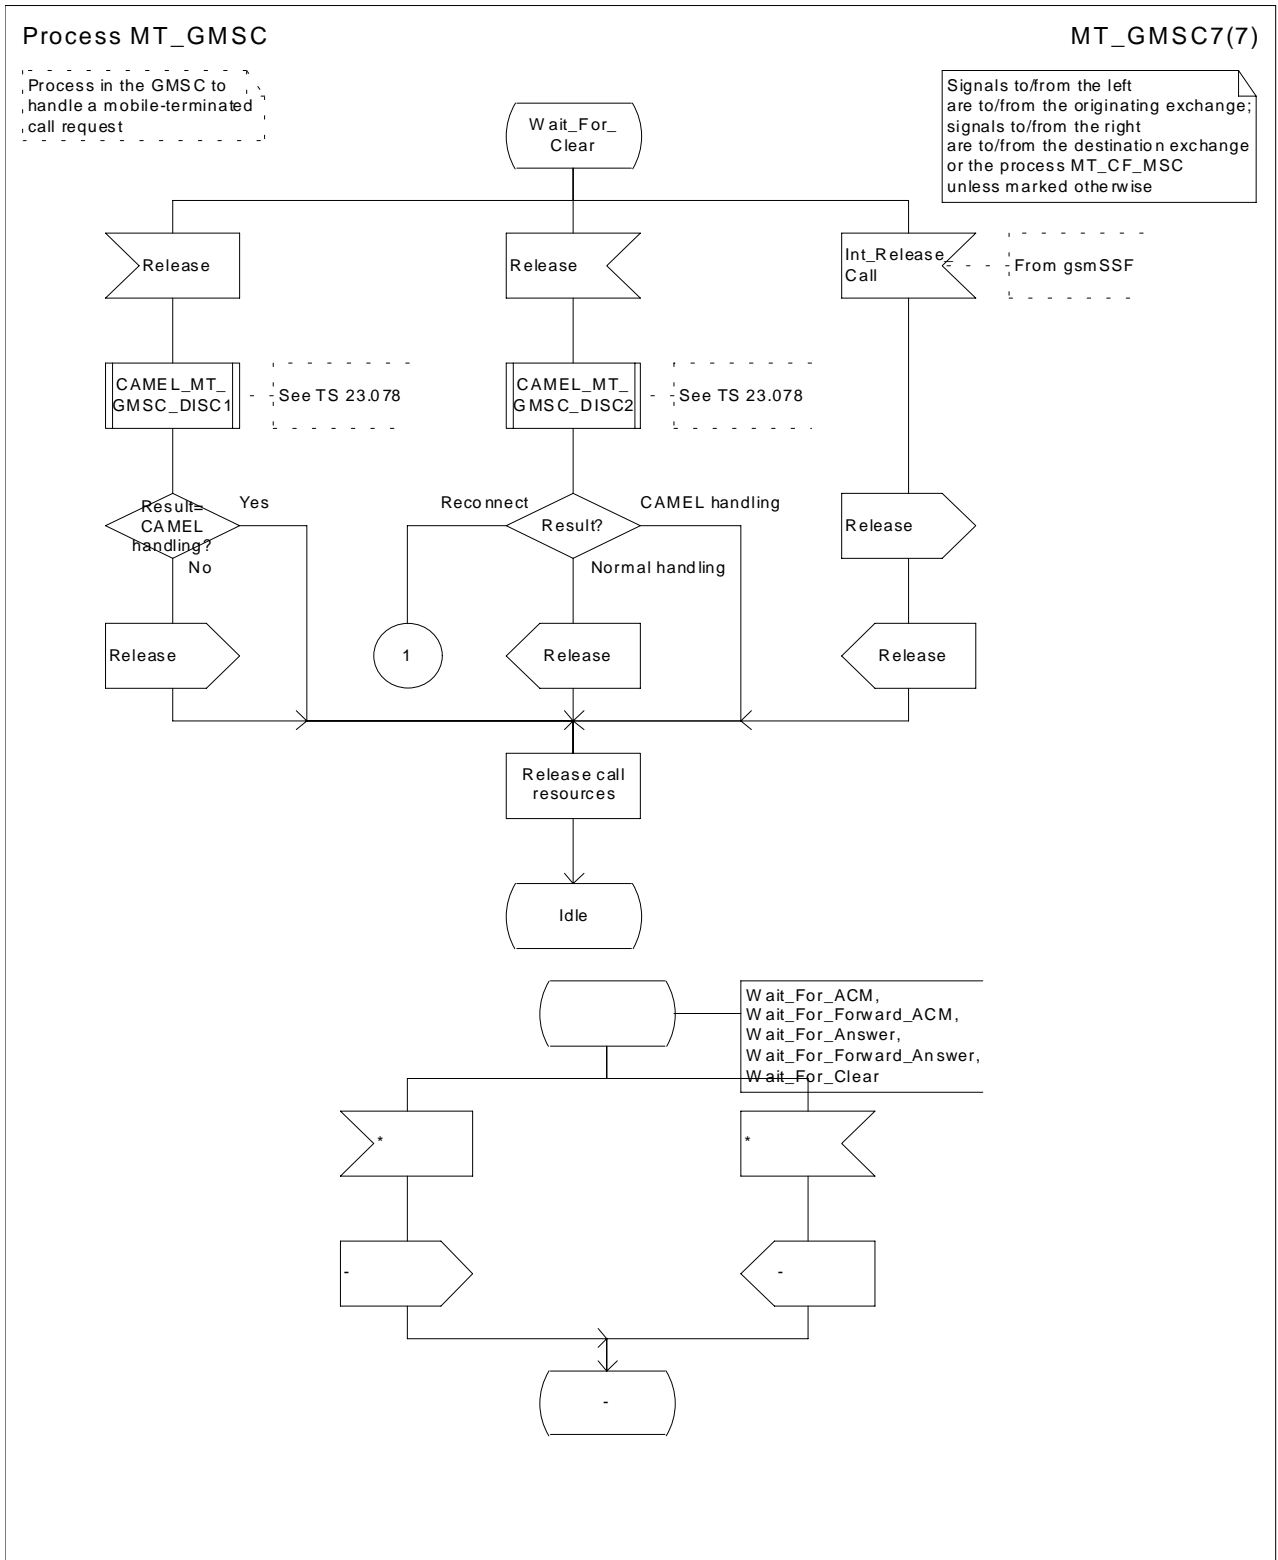 Process MT_GMSC
MT_GMSC7(7)
Process in the GMSC to
handle a mobile-terminated
call request
Signals to/from the left
are to/from the originating exchange;
signals to/from the right
are to/from the destination exchange
or the process MT_CF_MSC
unless marked otherwise
Wait_For_
Clear
Release
Release
Int_Release_
Call
From gsmSSF
CAMEL_MT_
GMSC_DISC1
See TS 23.078
CAMEL_MT_
GMSC_DISC2
See TS 23.078
Result=
CAMEL
handling?
Yes
No
Reconnect
Result?
CAMEL handling
Normal handling
Release
Release
1
Release
Release
Release call
resources
Idle
Wait_For_ACM,
Wait_For_Forward_ACM,
Wait_For_Answer,
Wait_For_Forward_Answer,
Wait_For_Clear
*
*
-
-
-